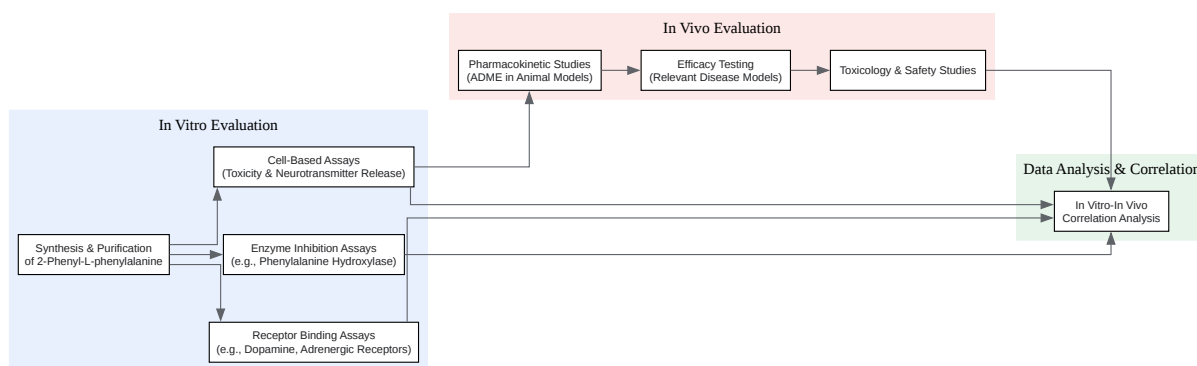 In Vivo Evaluation
Pharmacokinetic Studies
(ADME in Animal Models)
Efficacy Testing
(Relevant Disease Models)
Toxicology & Safety Studies
In Vitro Evaluation
Cell-Based Assays
(Toxicity & Neurotransmitter Release)
Synthesis & Purification
of 2-Phenyl-L-phenylalanine
Enzyme Inhibition Assays
(e.g., Phenylalanine Hydroxylase)
Receptor Binding Assays
(e.g., Dopamine, Adrenergic Receptors)
Data Analysis & Correlation
In Vitro-In Vivo
Correlation Analysis